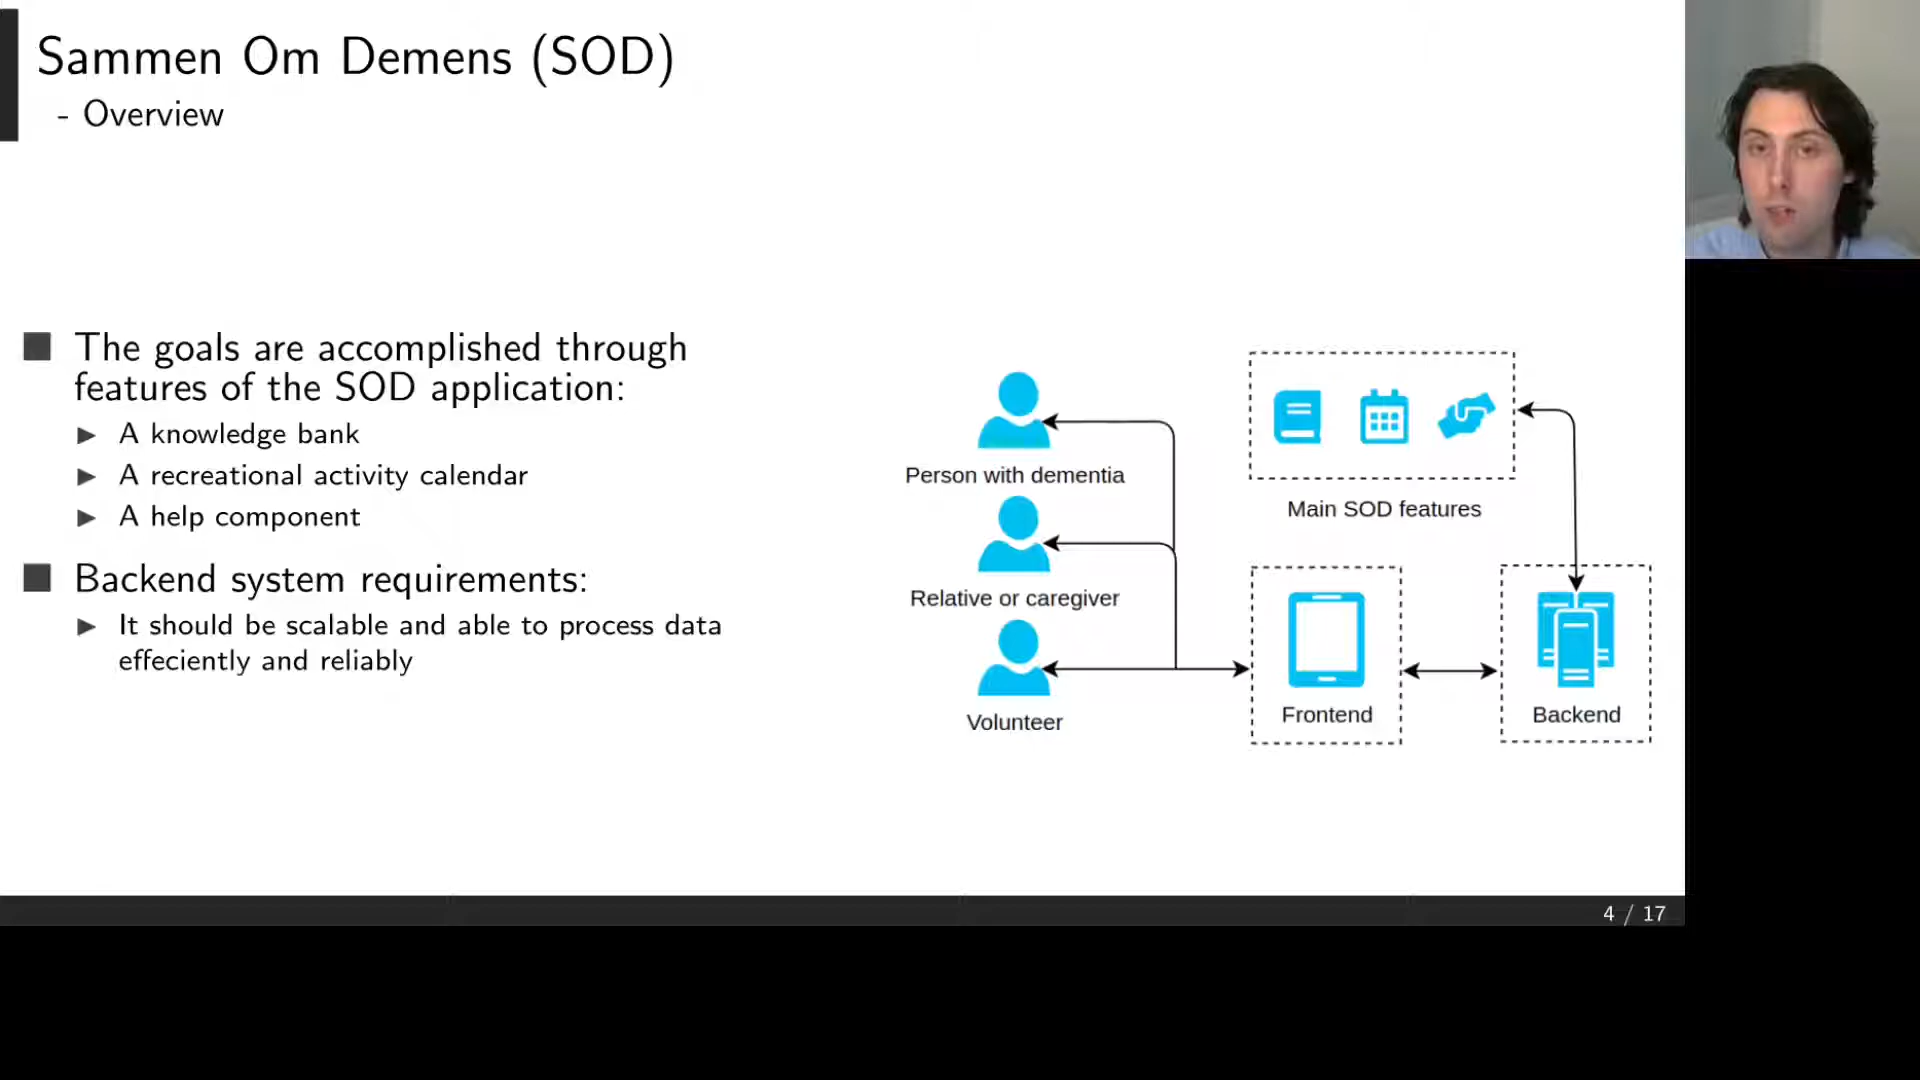 Sammen Om Demens (SOD)
- Overview
The goals are accomplished through
features of the SOD application:
A knowledge bank
A recreational activity calendar
A help component
Backend system requirements:
It should be scalable and able to process data
effeciently and reliably
Person with dementia
Relative or caregiver
Volunteer
Main SOD features
Frontend
Backend
4 / 17